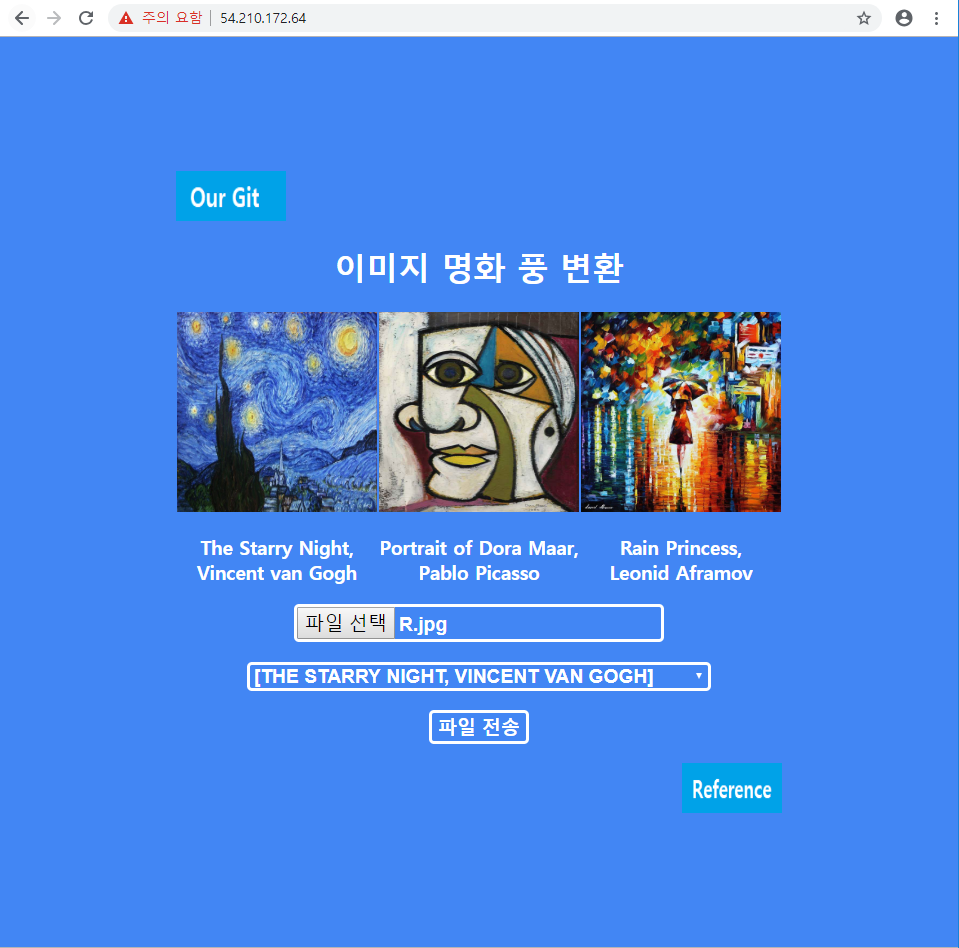 주의 요함 54.210.172.64
Our Git
이미지 명화 풍 변환
The Starry Night, Portrait of Dora Maar, Rain Princess,
Vincent van Gogh Pablo Picasso Leonid Aframov
파일 선택 R.jpg
[THE STARRY NIGHT, VINCENT VAN GOGH]
파일 전송
Reference